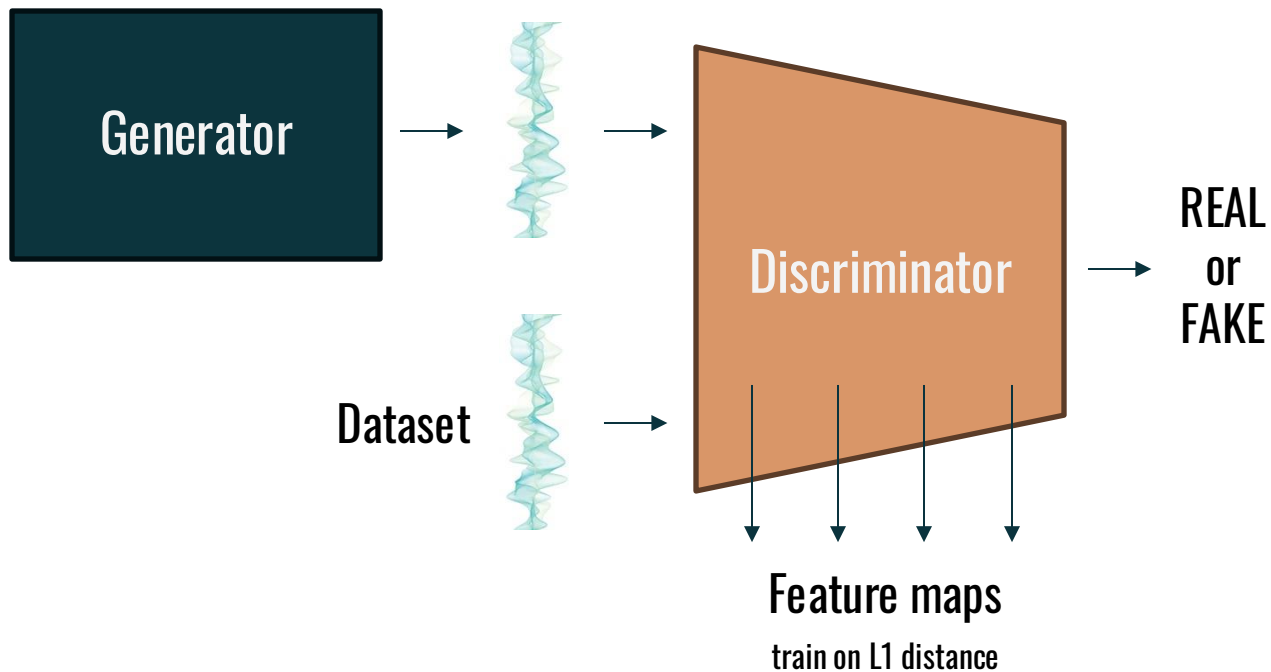 Generator
Discriminator
REAL
or
FAKE
Dataset
Feature maps
train on L1 distance